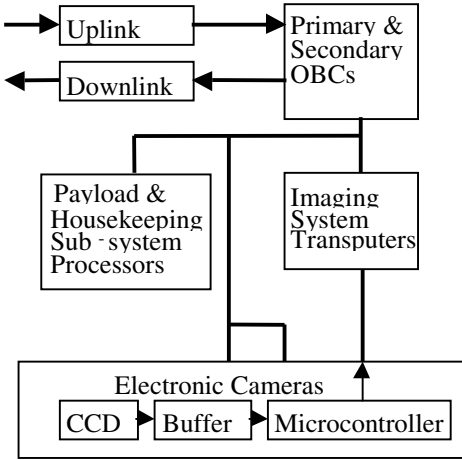 Uplink
Downlink
Primary &
Secondary
OBCs
Payload &
Housekeeping
Sub-system
Processors
Imaging
System
Transputers
Electronic Cameras
CCD
Buffer
Microcontroller